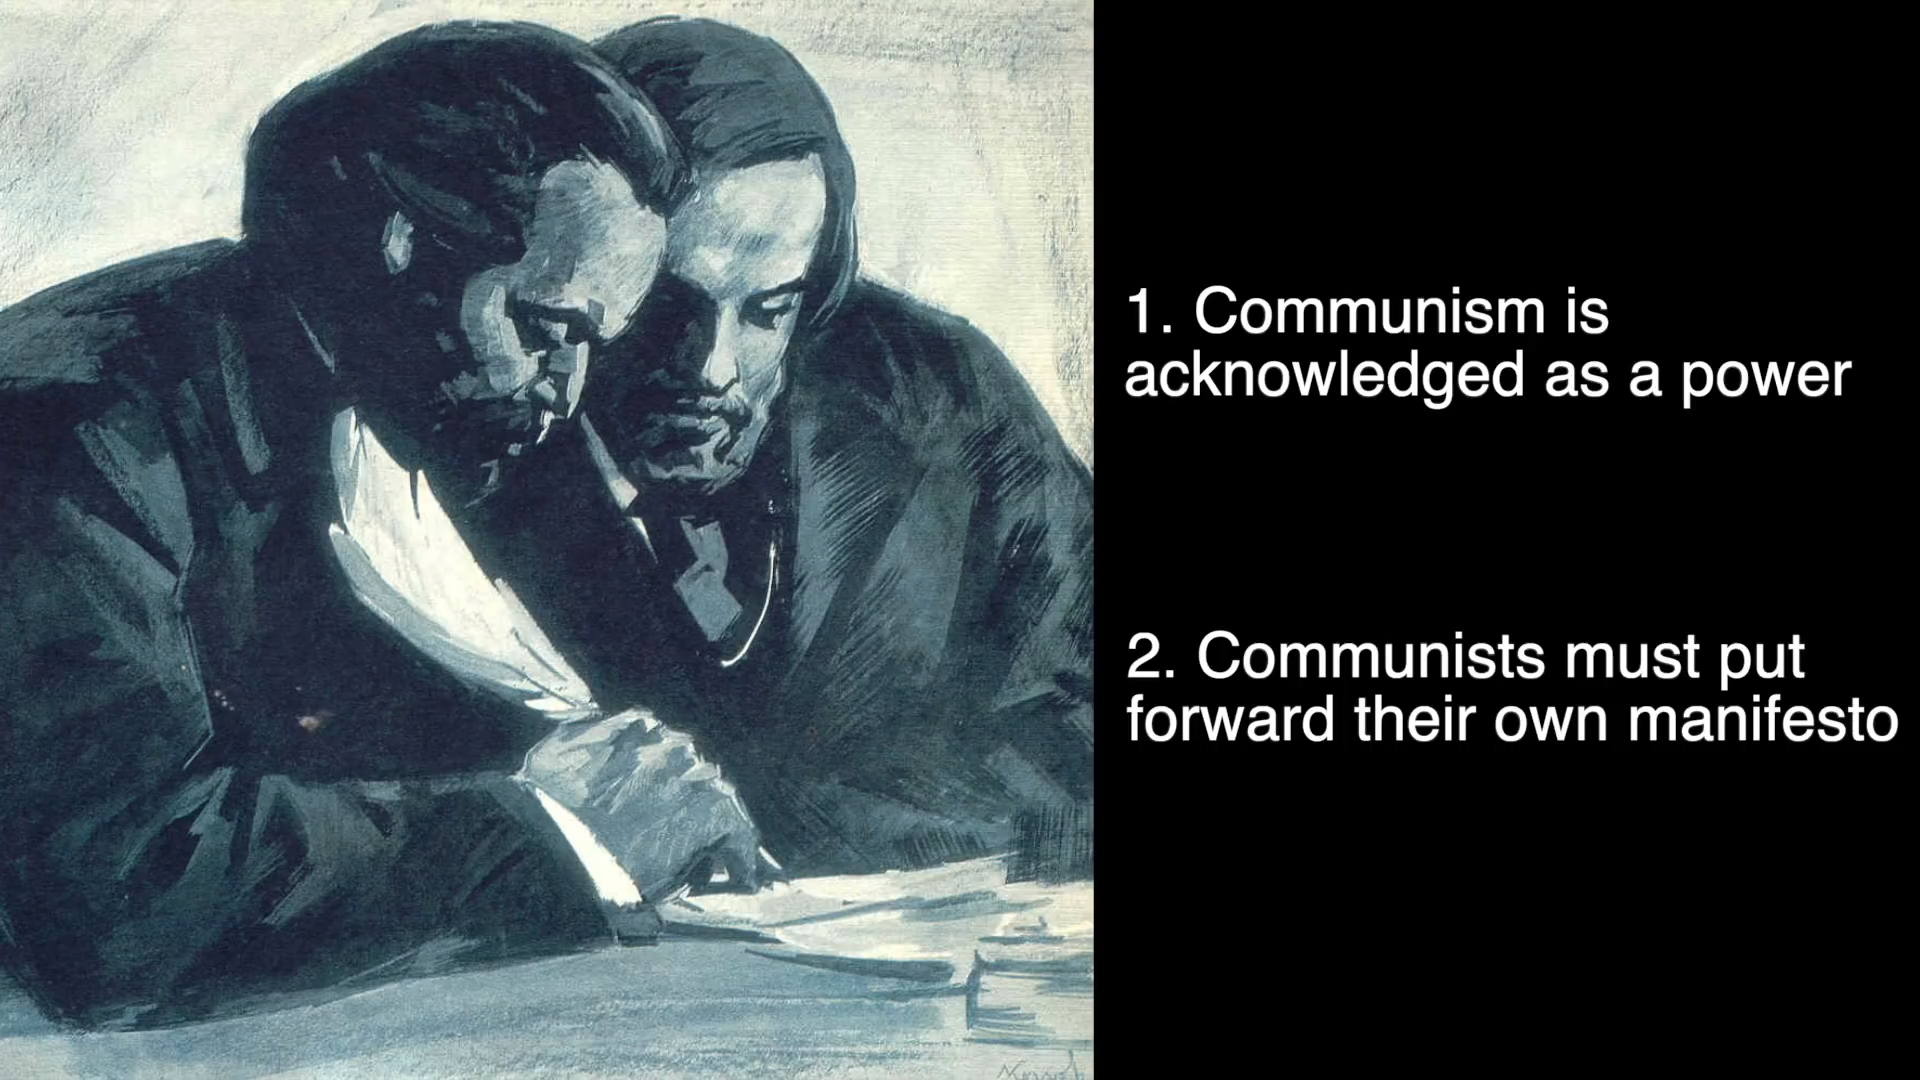 1. Communism is
acknowledged as a power
2. Communists must put
forward their own manifesto